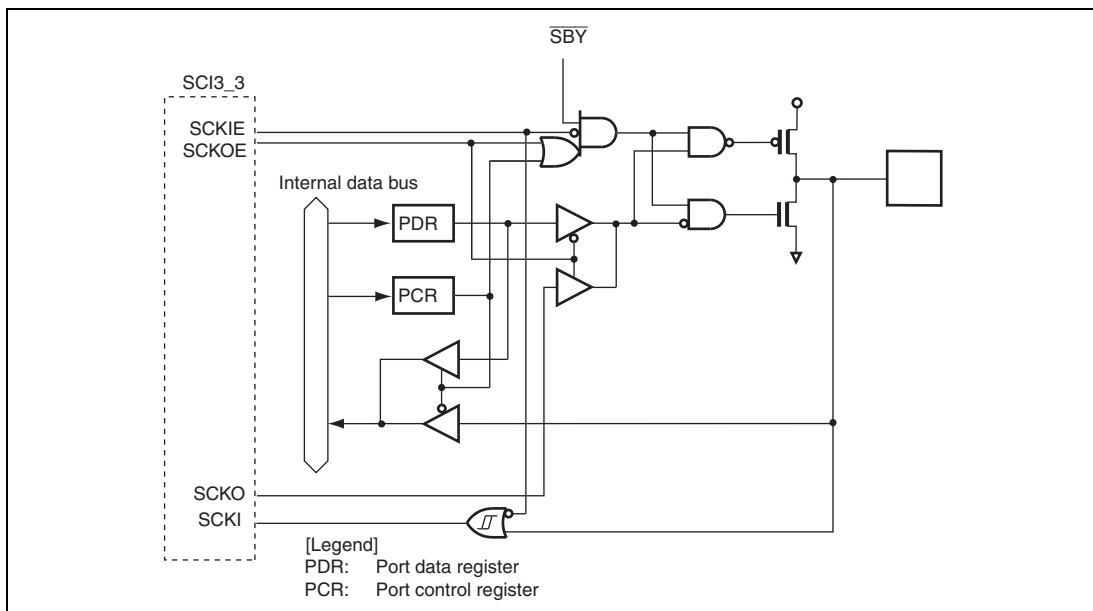 SBY
SCI3_3
SCKIE
SCKOE
Internal data bus
PDR
PCR
SCKO
SCKI
[Legend]
PDR: Port data register
PCR: Port control register